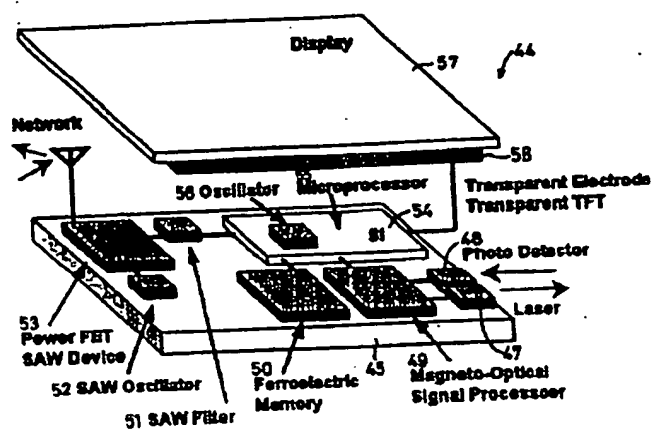 Display
57
44
Network
58
56 Oscillator
Microprocessor
Transparent Electrode
Transparent TFT
54
Si
48
Photo Detector
Laser
53
Power FET
SAW Device
52 SAW Oscillator
51 SAW Filter
50
Ferroelectric
Memory
45
49
Magneto-Optical
Signal Processor
47